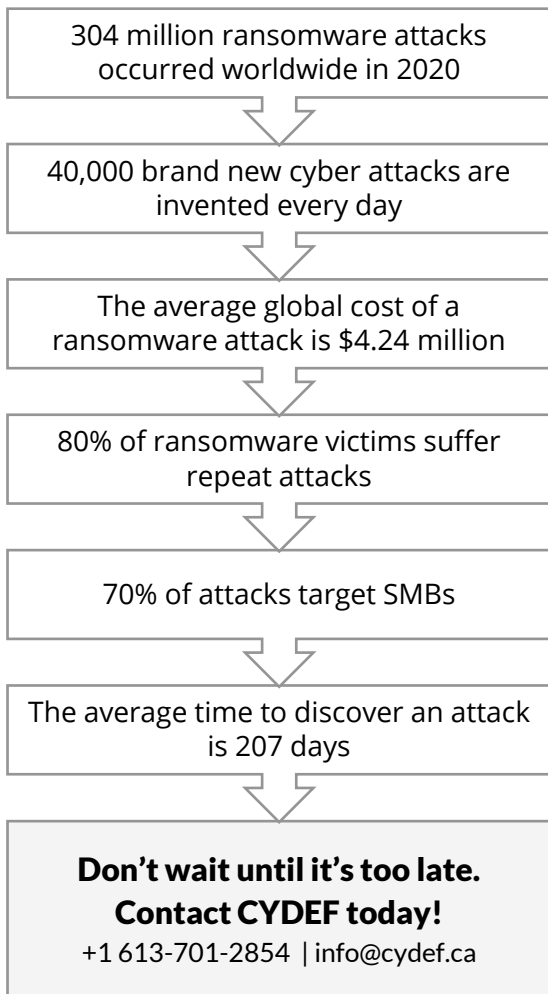 304 million ransomware attacks
occurred worldwide in 2020
40,000 brand new cyber attacks are
invented every day
The average global cost of a
ransomware attack is $4.24 million
80% of ransomware victims suffer
repeat attacks
70% of attacks target SMBs
The average time to discover an attack
is 207 days
Don’t wait until it’s too late.
Contact CYDEF today!
+1 613-701-2854 | info@cydef.ca